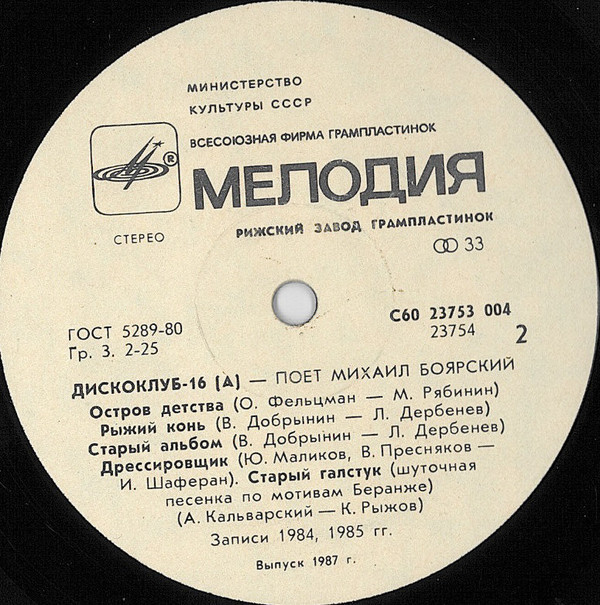 МИНИСТЕРСТВО
КУЛЬТУРЫ СССР
ВСЕСОЮЗНАЯ ФИРМА ГРАМПЛАСТИНОК
®
МЕЛОДИЯ
РИЖСКИЙ ЗАВОД ГРАМПЛАСТИНОК
СТЕРЕО
33
ГОСТ 5289-80
Гр. 3. 2-25
С60 23753 004
23754
2
ДИСКОКЛУБ-16 (А) — ПОЕТ МИХАИЛ БОЯРСКИЙ
Остров детства (О. Фельцман — М. Рябинин)
Рыжий конь (В. Добрынин — Л. Дербенев)
Старый альбом (В. Добрынин — Л. Дербенев)
Дрессировщик (Ю. Маликов, В. Пресняков —
И. Шаферан). Старый галстук (шуточная
песенка по мотивам Беранже)
(А. Кальварский — К. Рыжов)
Записи 1984, 1985 гг.
Выпуск 1987 г.